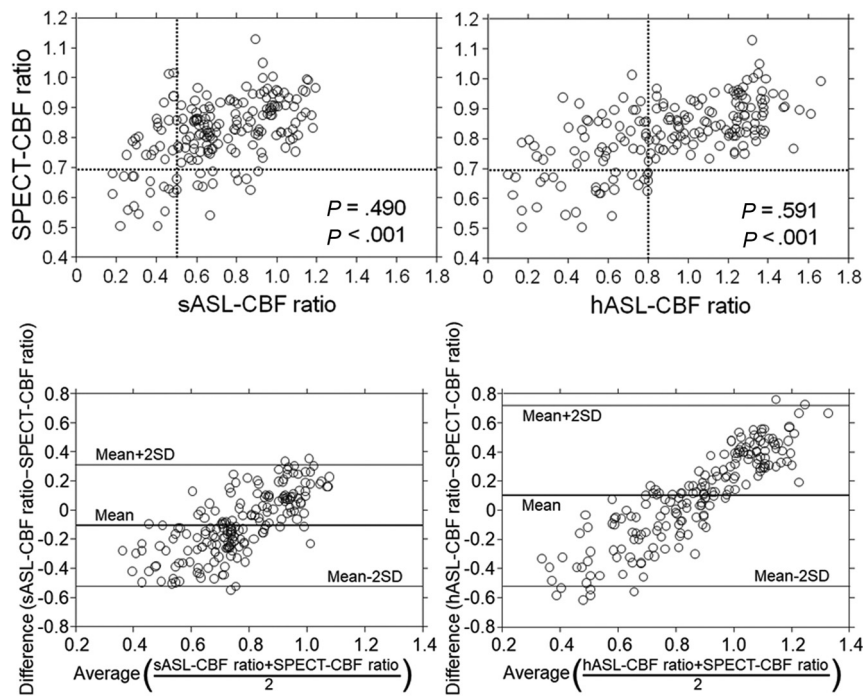 1.2
1.1
1.0
0.9
0.8
0.7
0.6
0.5
0.4
SPECT-CBF ratio
P = .490
P < .001
0 0.2 0.4 0.6 0.8 1.0 1.2 1.4 1.6 1.8
sASL-CBF ratio
1.2
1.1
1.0
0.9
0.8
0.7
0.6
0.5
0.4
P = .591
P < .001
0 0.2 0.4 0.6 0.8 1.0 1.2 1.4 1.6 1.8
hASL-CBF ratio
Difference (sASL-CBF ratio−SPECT-CBF ratio)
0.8
0.6
0.4
0.2
0
-0.2
-0.4
-0.6
-0.8
Mean+2SD
Mean
Mean-2SD
0.2 0.4 0.6 0.8 1.0 1.2 1.4
Average (sASL-CBF ratio+SPECT-CBF ratio
2)
Difference (hASL-CBF ratio−SPECT-CBF ratio)
0.8
0.6
0.4
0.2
0
-0.2
-0.4
-0.6
-0.8
Mean+2SD
Mean
Mean-2SD
0.2 0.4 0.6 0.8 1.0 1.2 1.4
Average (hASL-CBF ratio+SPECT-CBF ratio
2)